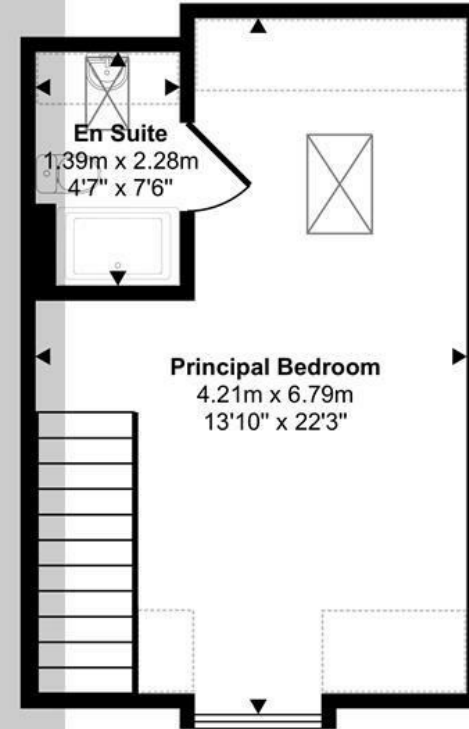 En Suite
1.39m x 2.28m
4'7" x 7'6"
Principal Bedroom
4.21m x 6.79m
13'10" x 22'3"